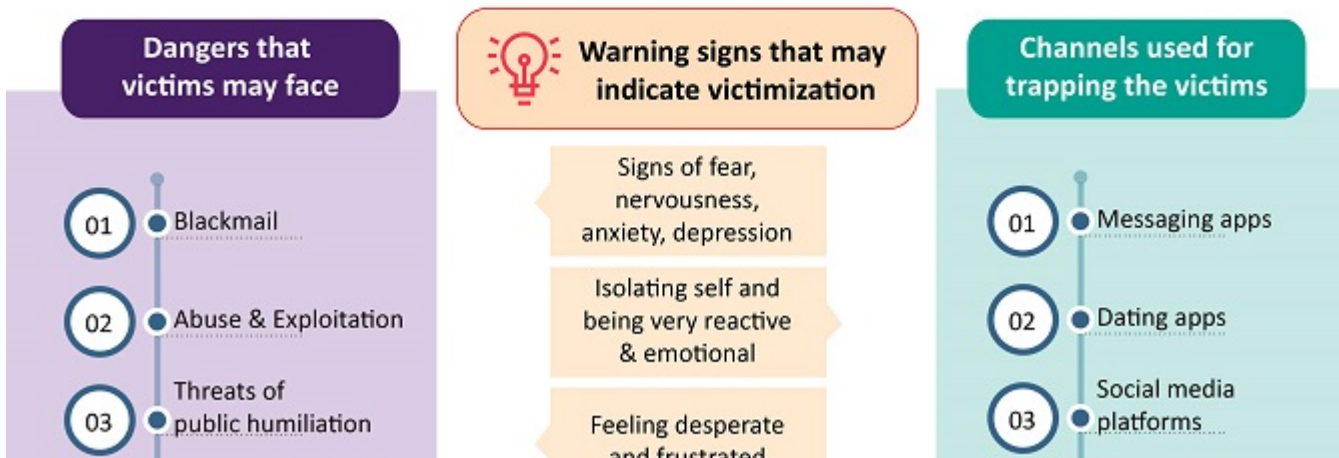 Dangers that
victims may face
01
Blackmail
02
Abuse & Exploitation
03
Threats of
public humiliation
Warning signs that may
indicate victimization
Signs of fear,
nervousness,
anxiety, depression
Isolating self and
being very reactive
& emotional
Feeling desperate
and frustrated
Channels used for
trapping the victims
01
Messaging apps
02
Dating apps
03
Social media
platforms